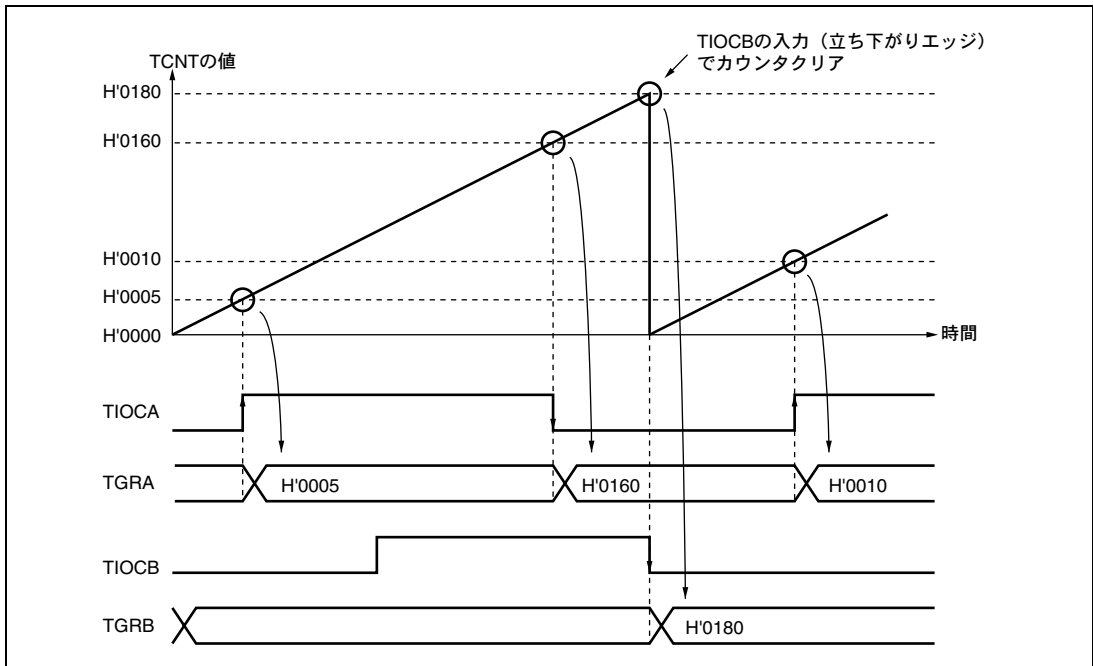 TIOCBの入力（立ち下がりエッジ）
でカウンタクリア
TCNTの値
H'0180
H'0160
H'0010
H'0005
H'0000
時間
TIOCA
TGRA
H'0005
H'0160
H'0010
TIOCB
TGRB
H'0180